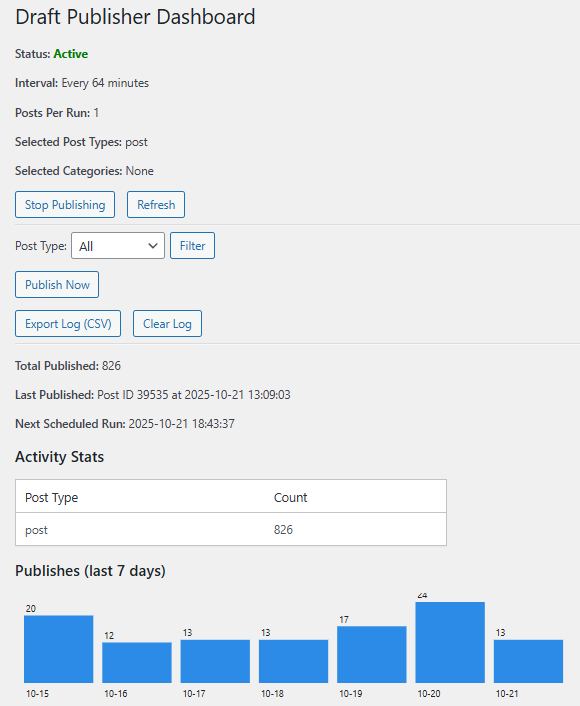 Draft Publisher Dashboard
Status: Active
Interval: Every 64 minutes
Posts Per Run: 1
Selected Post Types: post
Selected Categories: None
Stop Publishing Refresh
Post Type: All Filter
Publish Now
Export Log (CSV) Clear Log
Total Published: 826
Last Published: Post ID 39535 at 2025-10-21 13:09:03
Next Scheduled Run: 2025-10-21 18:43:37
Activity Stats
Post Type Count
post 826
Publishes (last 7 days)
20 12 13 13 17 24 13
10-15 10-16 10-17 10-18 10-19 10-20 10-21